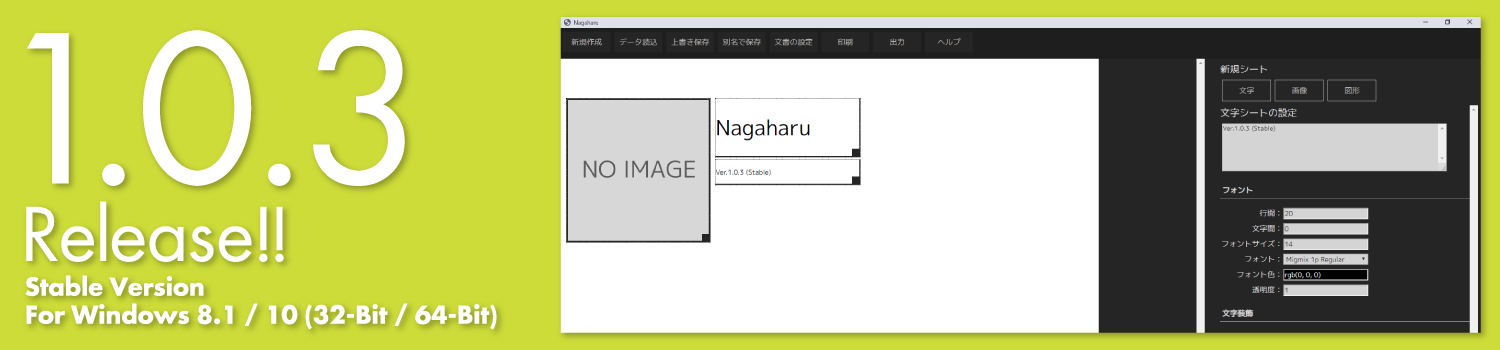 1.0.3
Release!!
Stable Version
For Windows 8.1 / 10 (32-Bit / 64-Bit)
Nagaharu
新規作成 データ読込 上書き保存 別名で保存 文書の設定 印刷 出力 ヘルプ
NO IMAGE
Nagaharu
Ver.1.0.3 (Stable)
新規シート
文字 画像 図形
文字シートの設定
Ver.1.0.3 (Stable)
フォント
行間 : 20
文字間 : 0
フォントサイズ : 14
フォント : Migmix 1p Regular
フォント色 : rgb(0, 0, 0)
透明度 : 1
文字装飾